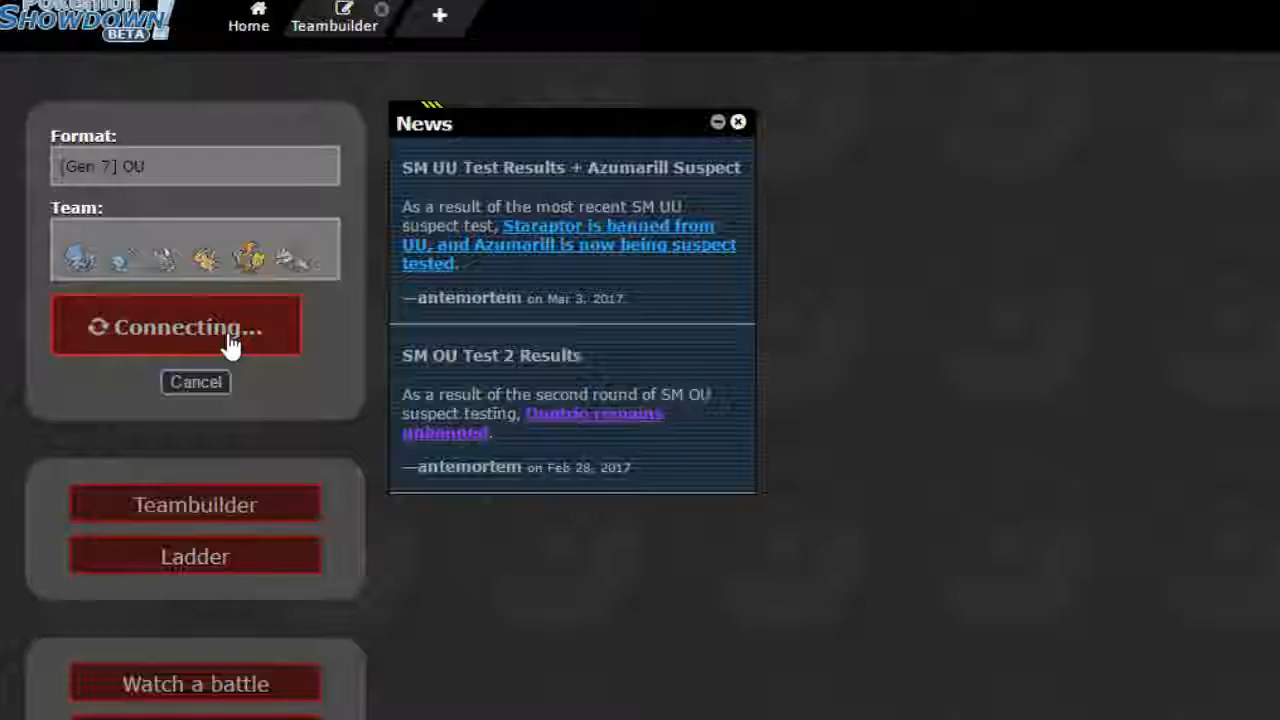 Pokémon
SHOWDOWN!
BETA
Home
Teambuilder
+
Format:
[Gen 7] OU
Team:
Connecting...
Cancel
Teambuilder
Ladder
Watch a battle
News
SM UU Test Results + Azumarill Suspect
As a result of the most recent SM UU
suspect test, Staraptor is banned from
UU, and Azumarill is now being suspect
tested.
—antemortem on Mar 3, 2017
SM OU Test 2 Results
As a result of the second round of SM OU
suspect testing, Dugtrio remains
unbanned.
—antemortem on Feb 28, 2017